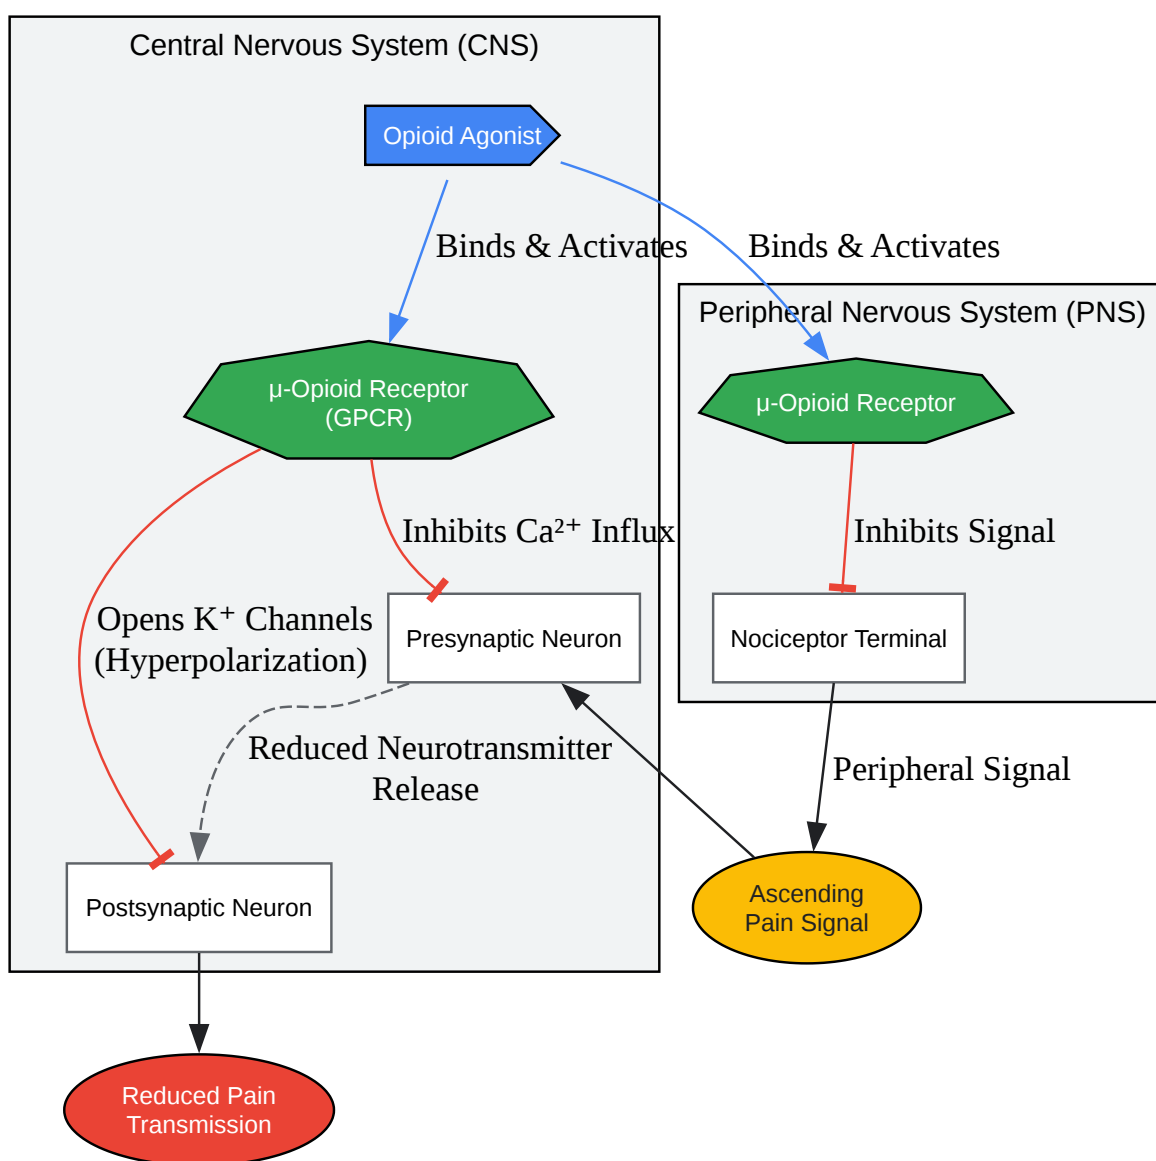 Central Nervous System (CNS)
Opioid Agonist
Binds & Activates
Binds & Activates
Peripheral Nervous System (PNS)
μ-Opioid Receptor
(GPCR)
μ-Opioid Receptor
Inhibits Ca²⁺ Influx
Inhibits Signal
Opens K⁺ Channels
(Hyperpolarization)
Presynaptic Neuron
Nociceptor Terminal
Reduced Neurotransmitter
Release
Peripheral Signal
Postsynaptic Neuron
Ascending
Pain Signal
Reduced Pain
Transmission